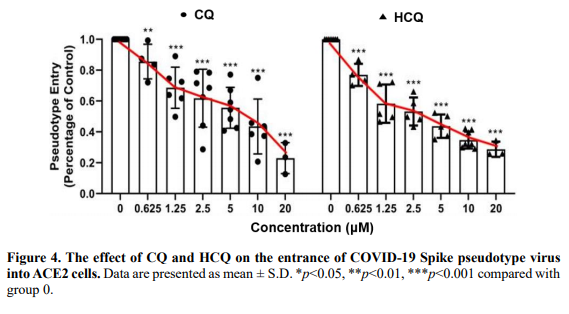 ● CQ
▲ HCQ
Pseudotype Entry
(Percentage of Control)
1.0
0.8
0.6
0.4
0.2
0.0
** *** *** *** *** ***
*** *** *** *** *** ***
0 0.625 1.25 2.5 5 10 20 0 0.625 1.25 2.5 5 10 20
Concentration (μM)
Figure 4. The effect of CQ and HCQ on the entrance of COVID-19 Spike pseudotype virus
into ACE2 cells. Data are presented as mean ± S.D. *p<0.05, **p<0.01, ***p<0.001 compared with
group 0.